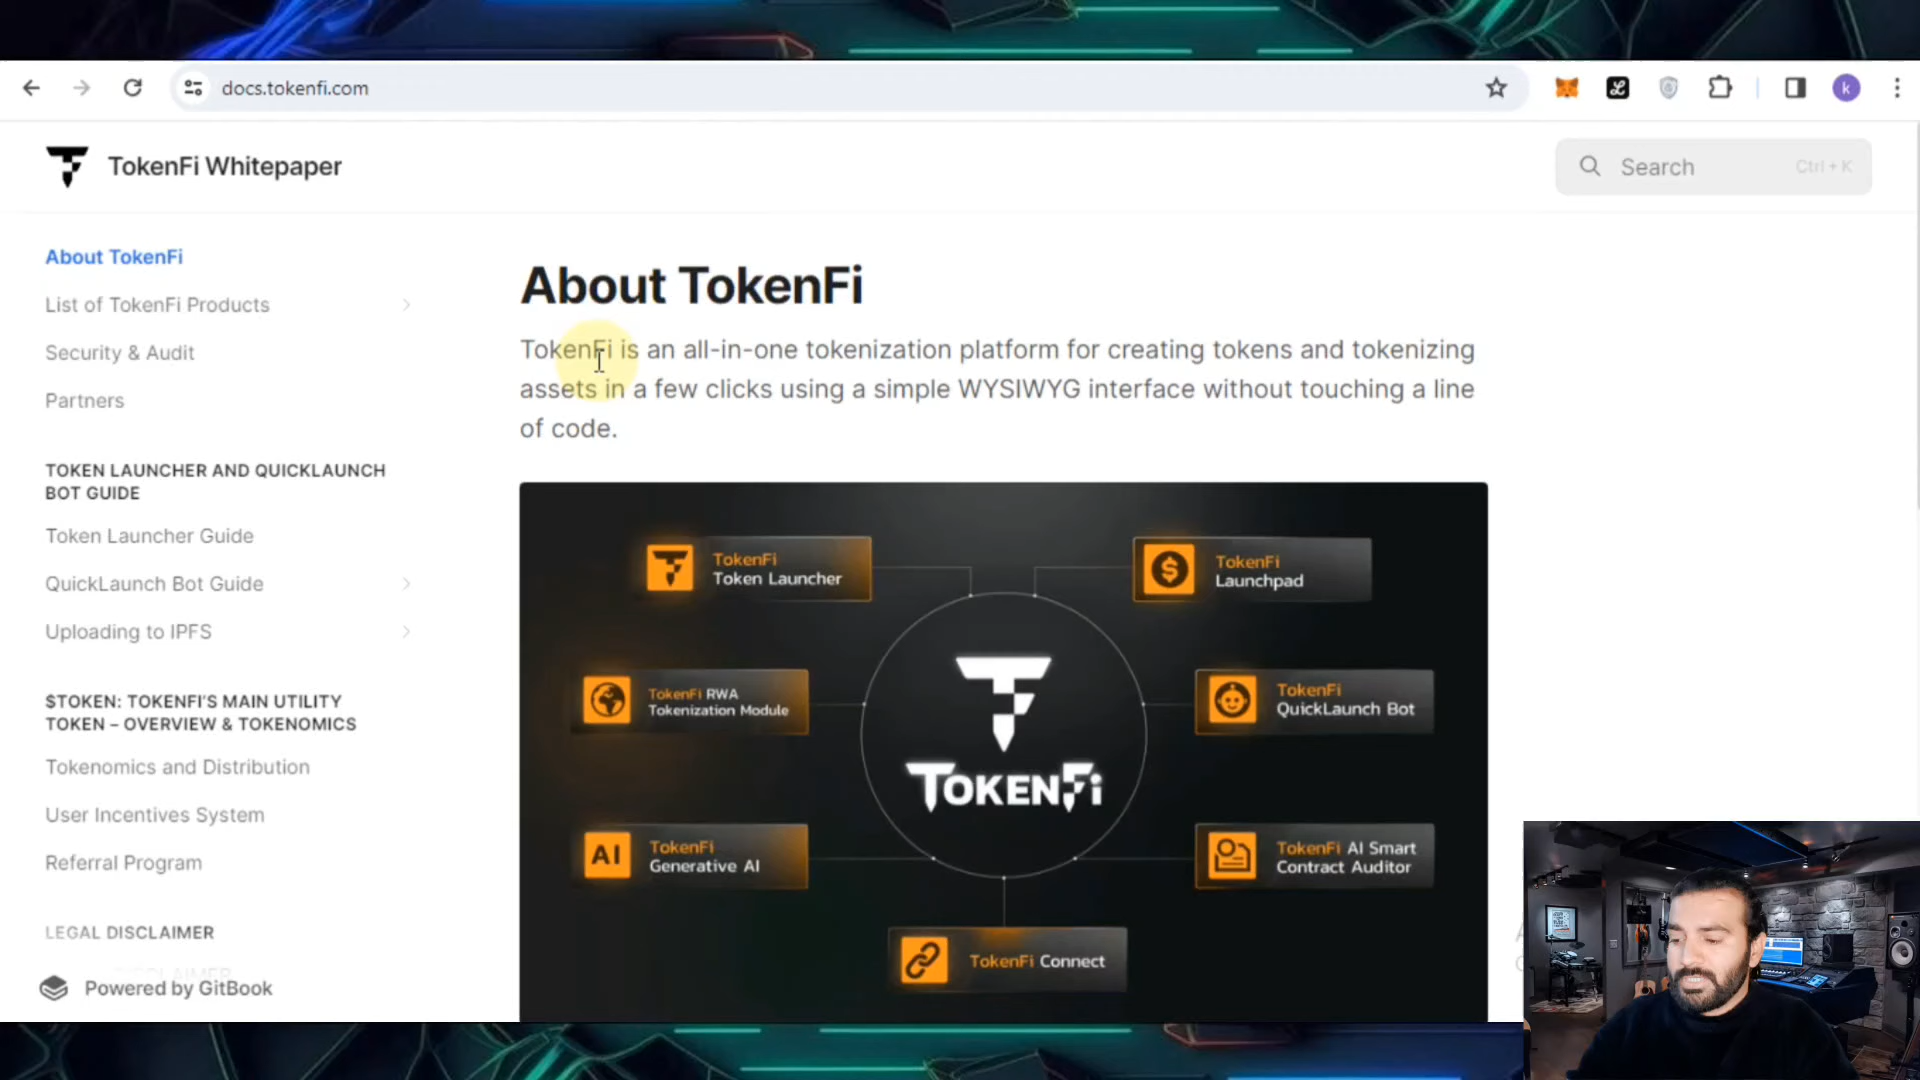 docs.tokenfi.com
k
TokenFi Whitepaper
Search
Ctrl + K
About TokenFi
List of TokenFi Products
Security & Audit
Partners
TOKEN LAUNCHER AND QUICKLAUNCH
BOT GUIDE
Token Launcher Guide
QuickLaunch Bot Guide
Uploading to IPFS
$TOKEN: TOKENFI'S MAIN UTILITY
TOKEN – OVERVIEW & TOKENOMICS
Tokenomics and Distribution
User Incentives System
Referral Program
LEGAL DISCLAIMER
DISCLAIMER
Powered by GitBook
About TokenFi
TokenFi is an all-in-one tokenization platform for creating tokens and tokenizing
assets in a few clicks using a simple WYSIWYG interface without touching a line
of code.
TokenFi
Token Launcher
TokenFi
Launchpad
TokenFi RWA
Tokenization Module
TokenFi
QuickLaunch Bot
TOKENFi
AI
TokenFi
Generative AI
TokenFi AI Smart
Contract Auditor
TokenFi Connect